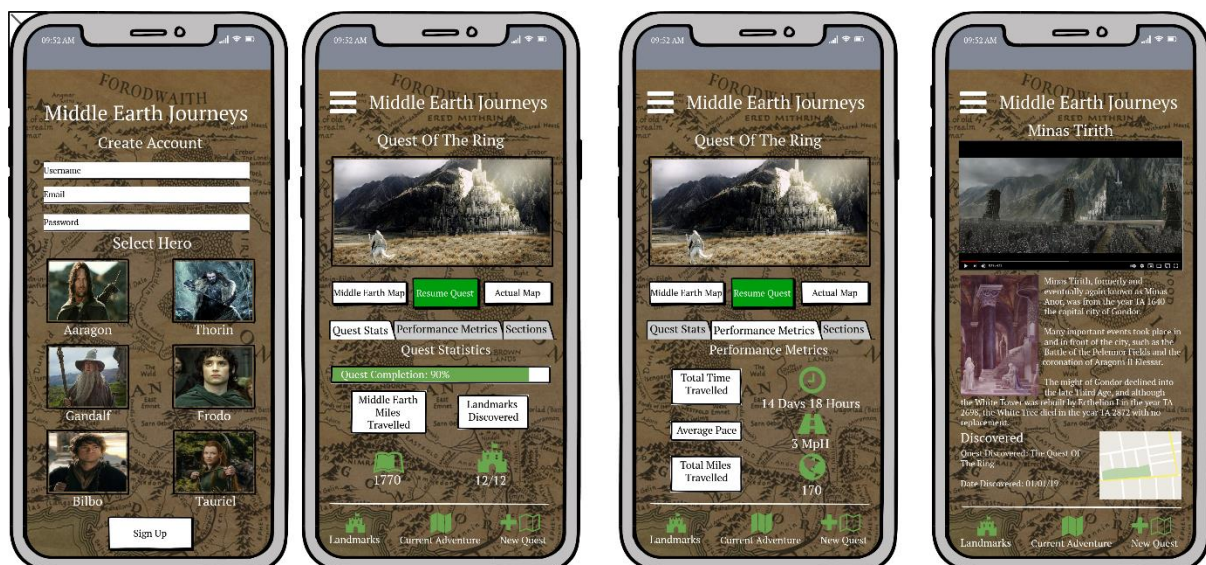 09:52 AM
FORODWAITH
Middle Earth Journeys
Create Account
Username
Email
Password
Select Hero
Aaragon
Thorin
Gandalf
Frodo
Bilbo
Tauriel
Sign Up
09:52 AM
FORODWAITH
ERED MITHRIN
Middle Earth Journeys
Quest Of The Ring
Middle Earth Map
Resume Quest
Actual Map
Quest Stats
Performance Metrics
Sections
Quest Statistics
Quest Completion: 90%
Middle Earth
Miles
Travelled
Landmarks
Discovered
1770
12/12
Landmarks
Current Adventure
New Quest
09:52 AM
FORODWAITH
ERED MITHRIN
Middle Earth Journeys
Quest Of The Ring
Middle Earth Map
Resume Quest
Actual Map
Quest Stats
Performance Metrics
Sections
Performance Metrics
Total Time
Travelled
14 Days 18 Hours
Average Pace
3 MpH
Total Miles
Travelled
170
Landmarks
Current Adventure
New Quest
09:52 AM
FORODWAITH
ERED MITHRIN
Middle Earth Journeys
Minas Tirith
Minas Tirith, formerly and
eventually again known as Minas
Anor, was from the year TA 1640
the capital city of Gondor.
Many important events took place in
and in front of the city, such as the
Battle of the Pelennor Fields and the
coronation of Aragorn II Elessar.
The might of Gondor declined into
the late Third Age, and although
the White Tower was rebuilt by Ecthelion I in the year TA
2698, the White Tree died in the year TA 2872 with no
replacement.
Discovered
Quest Discovered: The Quest Of
The Ring
Date Discovered: 01/01/19
Landmarks
Current Adventure
New Quest